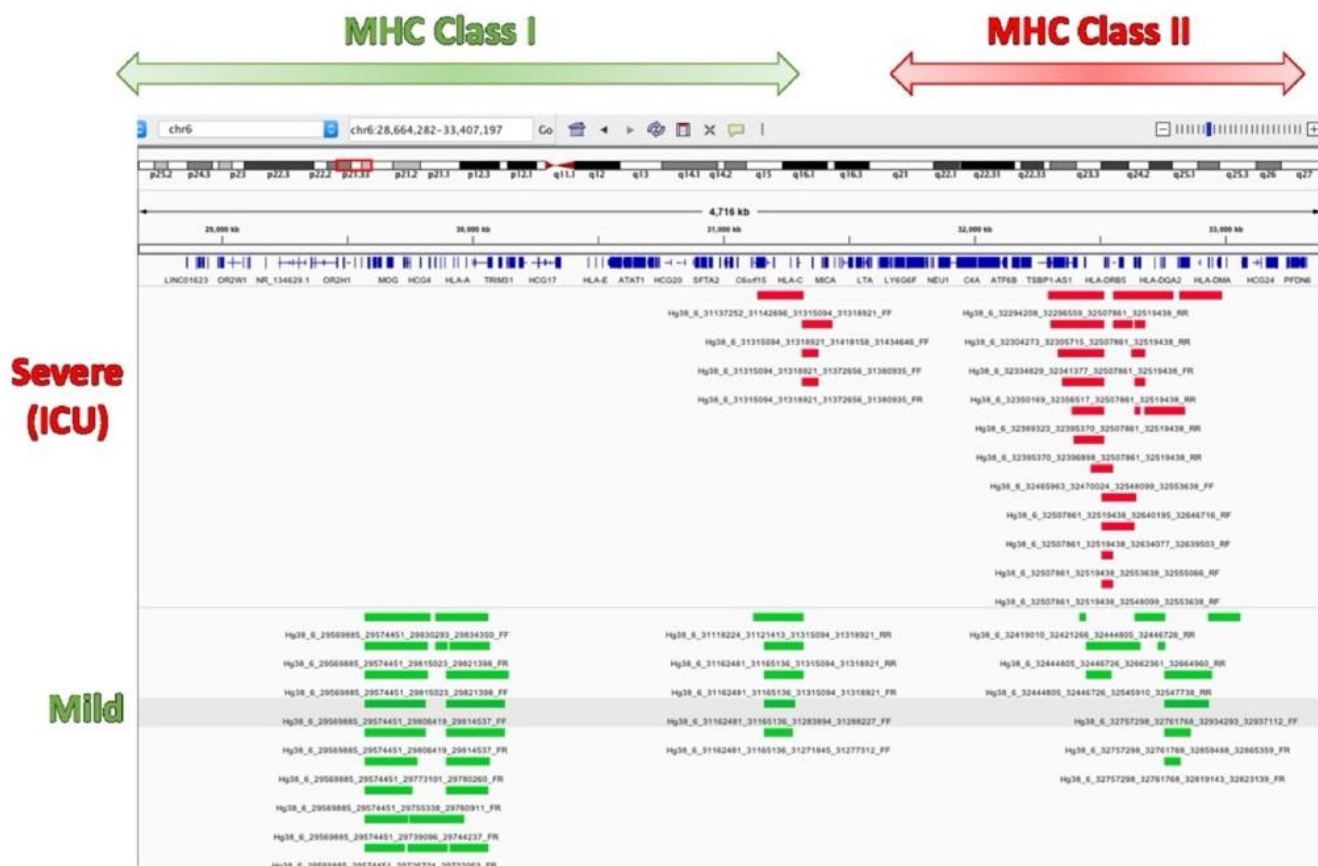 MHC Class I MHC Class II
chr6 chr6:28,664,282-33,407,197 Go
p25.2 p24.3 p23 p22.3 p22.2 p21.33 p21.2 p21.1 p12.3 p12.1 q11.1 q12 q13 q14.1 q14.2 q15 q16.1 q16.3 q21 q22.1 q22.31 q22.33 q23.3 q24.2 q25.1 q25.3 q26 q27
4,716 kb
29,000 kb 30,000 kb 31,000 kb 32,000 kb 33,000 kb
LINC01623 OR2W1 NR_134629.1 OR2H1 MOG HCG4 HLA-A TRIM31 HCG17 HLA-E ATAT1 HCG20 SFTA2 C6orf15 HLA-C MICA LTA LY6G6F NEU1 C4A ATF6B TSBP1-AS1 HLA-DRB5 HLA-DQA2 HLA-DMA HCG24 PFDN6
Severe
(ICU)
Hg38_6_31137252_31142696_31315094_31318921_FF Hg38_6_32294208_32296559_32507861_32519438_RR
Hg38_6_31315094_31318921_31418158_31434646_FF Hg38_6_32304273_32305715_32507861_32519438_RR
Hg38_6_31315094_31318921_31372656_31380935_FF Hg38_6_32334829_32341377_32507861_32519438_FR
Hg38_6_31315094_31318921_31372656_31380935_FR Hg38_6_32350169_32356517_32507861_32519438_RR
Hg38_6_32389323_32395370_32507861_32519438_RR
Hg38_6_32395370_32396898_32507861_32519438_RR
Hg38_6_32465963_32470024_32548099_32553638_FF
Hg38_6_32507861_32519438_32640195_32646716_RF
Hg38_6_32507861_32519438_32634077_32639503_RF
Hg38_6_32507861_32519438_32553638_32555066_RF
Hg38_6_32507861_32519438_32548099_32553638_RF
Mild
Hg38_6_29569885_29574451_29830293_29834350_FF Hg38_6_31118224_31121413_31315094_31318921_RR Hg38_6_32419010_32421266_32444805_32446726_RR
Hg38_6_29569885_29574451_29815023_29821398_FR Hg38_6_31162481_31165136_31315094_31318921_RR Hg38_6_32444805_32446726_32662361_32664960_RR
Hg38_6_29569885_29574451_29815023_29821398_FF Hg38_6_31162481_31165136_31315094_31318921_FR Hg38_6_32444805_32446726_32545910_32547738_RR
Hg38_6_29569885_29574451_29806419_29814537_FF Hg38_6_31162481_31165136_31283894_31288227_FF Hg38_6_32757298_32761768_32934293_32937112_FF
Hg38_6_29569885_29574451_29806419_29814537_FR Hg38_6_31162481_31165136_31271845_31277312_FF Hg38_6_32757298_32761768_32859488_32865359_FR
Hg38_6_29569885_29574451_29773101_29780260_FR Hg38_6_32757298_32761768_32819143_32823139_FR
Hg38_6_29569885_29574451_29755338_29760911_FR
Hg38_6_29569885_29574451_29739096_29744237_FR